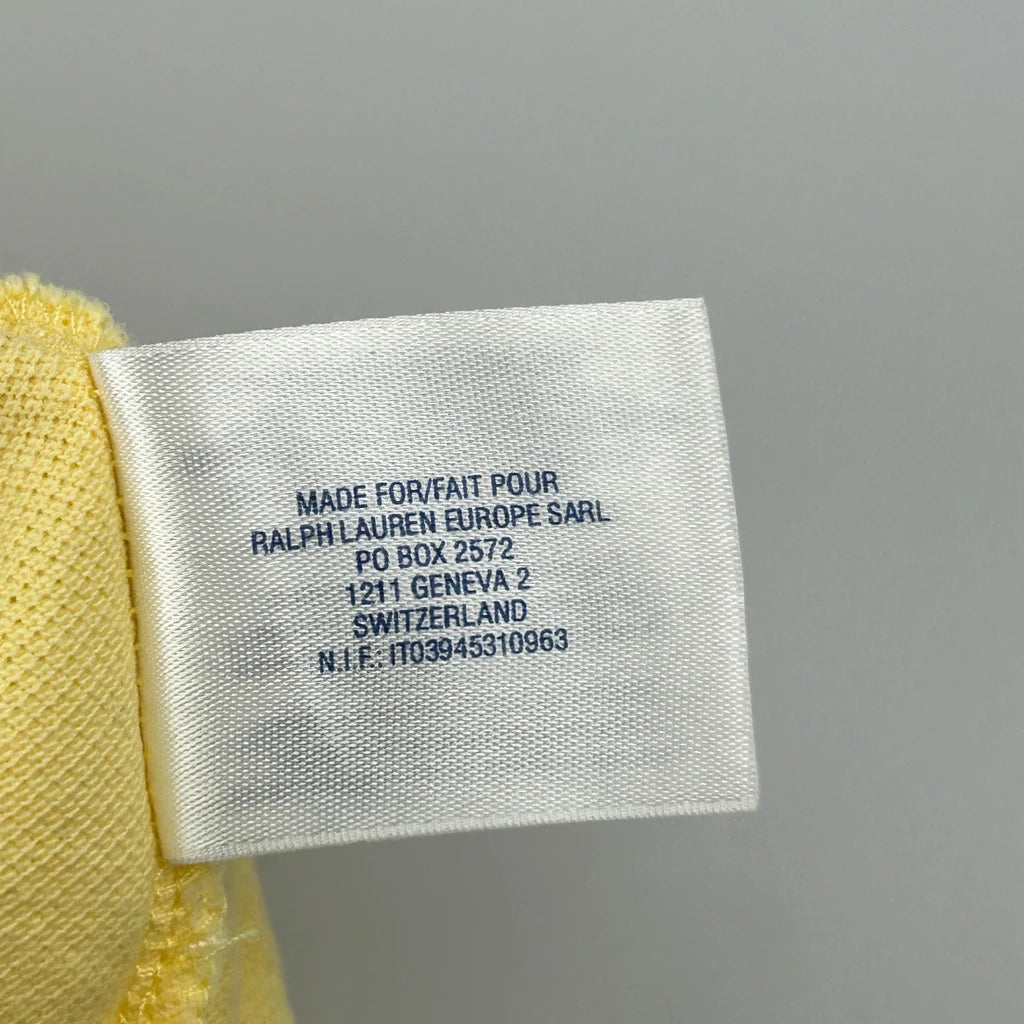 MADE FOR/FAIT POUR
RALPH LAUREN EUROPE SARL
PO BOX 2572
1211 GENEVA 2
SWITZERLAND
N.I.F.: IT03945310963